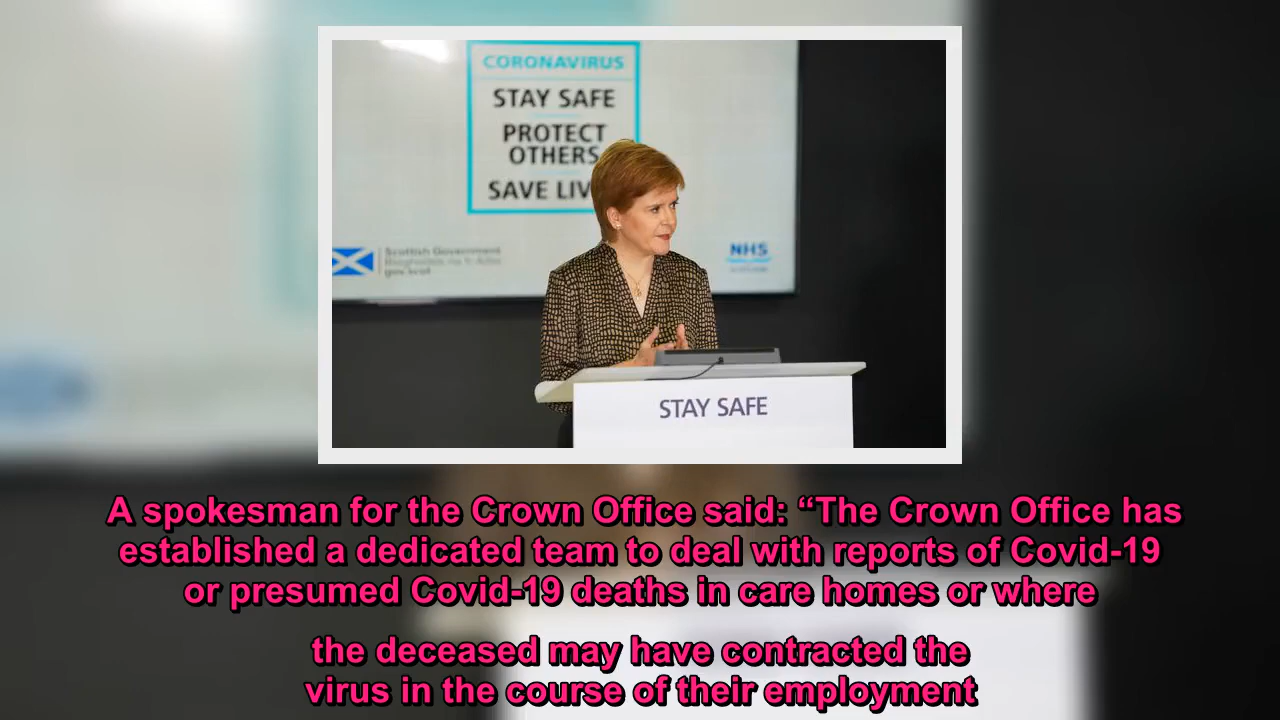 CORONAVIRUS
STAY SAFE
PROTECT
OTHERS
SAVE LIV
Scottish Government
gov.scot
NHS
STAY SAFE
A spokesman for the Crown Office said: “The Crown Office has
established a dedicated team to deal with reports of Covid-19
or presumed Covid-19 deaths in care homes or where
the deceased may have contracted the
virus in the course of their employment